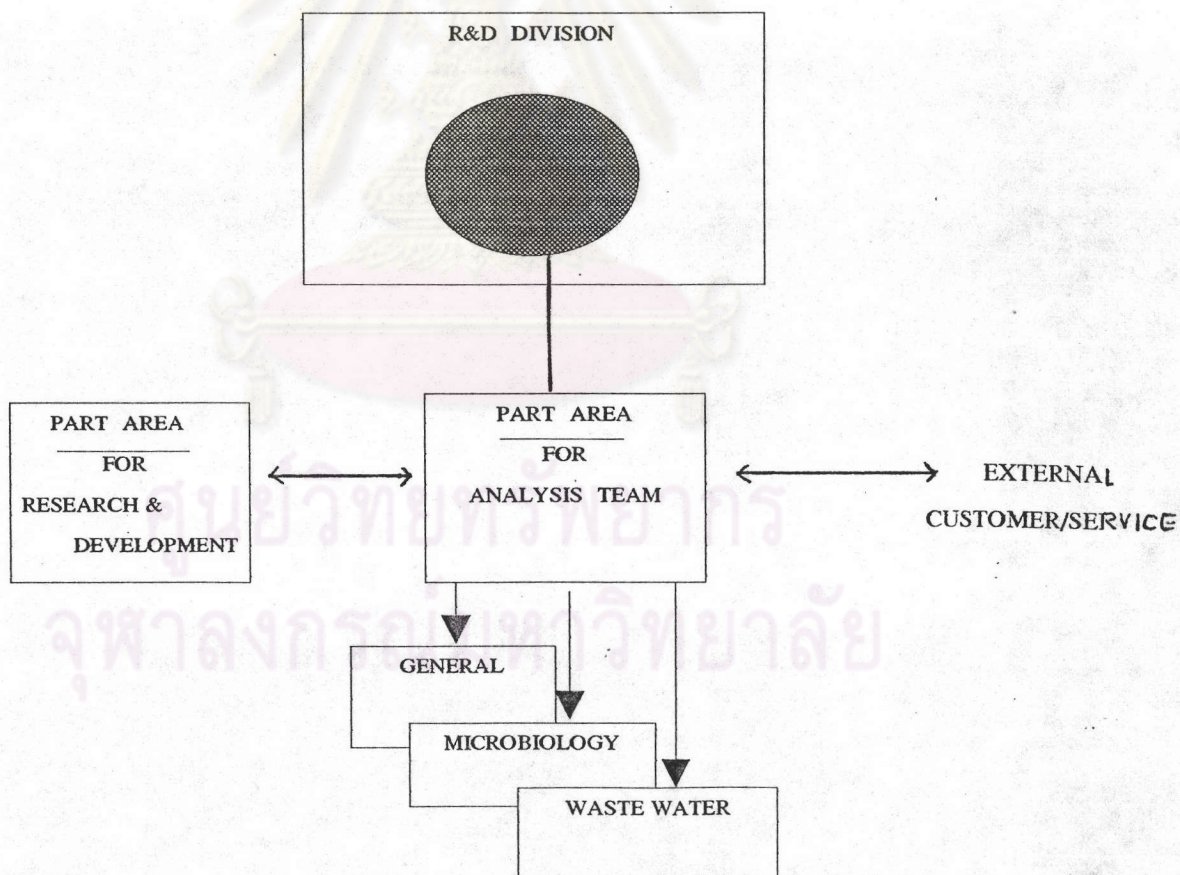 R&D DIVISION
PART AREA
FOR
RESEARCH &
DEVELOPMENT
PART AREA
FOR
ANALYSIS TEAM
EXTERNAL
CUSTOMER/SERVICE
ศูนย์วิทยทรัพยากร
จุฬาลงกรณ์มหาวิทยาลัย
GENERAL
MICROBIOLOGY
WASTE WATER